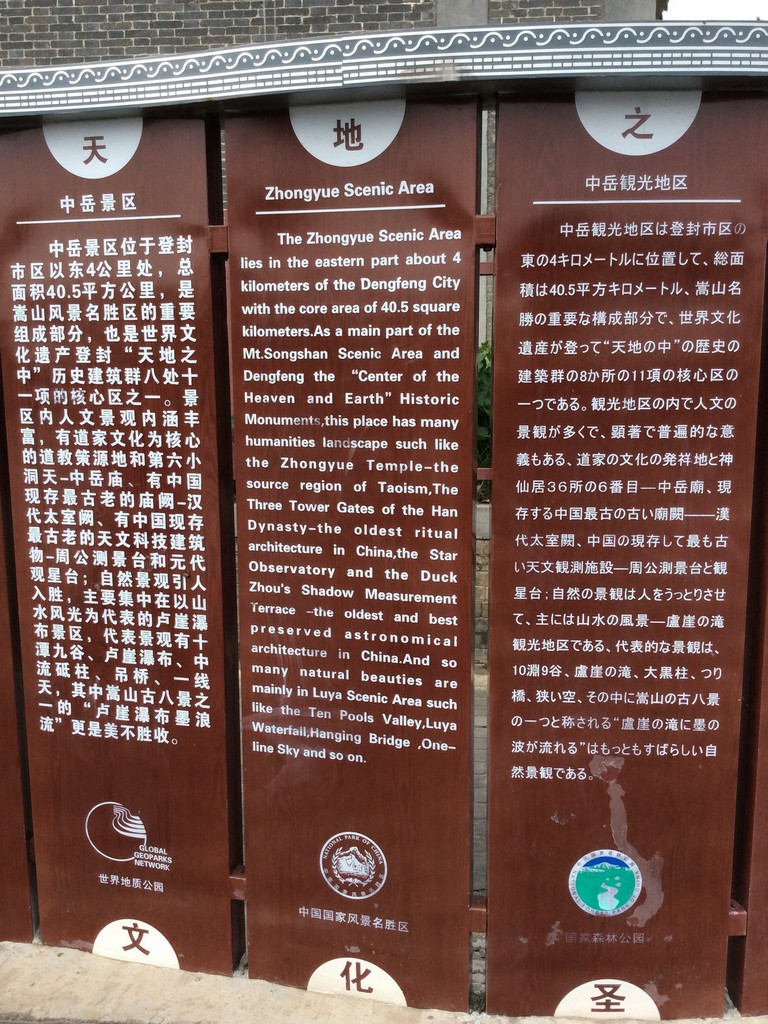 天
中岳景区
中岳景区位于登封
市区以东4公里处，总
面积40.5平方公里，是
嵩山风景名胜区的重要
组成部分，也是世界文
化遗产登封“天地之
中”历史建筑群八处十
一项的核心区之一。景
区内人文景观内涵丰
富，有道家文化为核心
的道教策源地和第六小
洞天-中岳庙、有中国
现存最古老的庙阙-汉
代太室阙、有中国现存
最古老的天文科技建筑
物-周公测景台和元代
观星台；自然景观引人
入胜，主要集中在以山
水风光为代表的卢崖瀑
布景区，代表景观有十
潭九谷、卢崖瀑布、中
流砥柱、吊桥、一线
天，其中嵩山古八景之
一的“卢崖瀑布墨浪
流”更是美不胜收。
GLOBAL
GEOPARKS
NETWORK
世界地质公园
文
地
Zhongyue Scenic Area
The Zhongyue Scenic Area
lies in the eastern part about 4
kilometers of the Dengfeng City
with the core area of 40.5 square
kilometers.As a main part of the
Mt.Songshan Scenic Area and
Dengfeng the “Center of the
Heaven and Earth” Historic
Monuments,this place has many
humanities landscape such like
the Zhongyue Temple-the
source region of Taoism,The
Three Tower Gates of the Han
Dynasty-the oldest ritual
architecture in China,the Star
Observatory and the Duck
Zhou's Shadow Measurement
Terrace -the oldest and best
preserved astronomical
architecture in China.And so
many natural beauties are
mainly in Luya Scenic Area such
like the Ten Pools Valley,Luya
Waterfall,Hanging Bridge ,One-
line Sky and so on.
NATIONAL PARK OF CHINA
中国国家风景名胜区
化
之
中岳観光地区
中岳観光地区は登封市区の
東の4キロメートルに位置して、総面
積は40.5平方キロメートル、嵩山名
勝の重要な構成部分で、世界文化
遺産が登って“天地の中”の歴史の
建築群の8か所の11項の核心区の
一つである。観光地区の内で人文の
景観が多くで、顕著で普遍的な意
義もある、道家の文化の発祥地と神
仙居36所の6番目—中岳廟、現
存する中国最古の古い廟闕——漢
代太室闕、中国の現存して最も古
い天文観測施設—周公測景台と観
星台；自然の景観は人をうっとりさせ
て、主には山水の風景—盧崖の滝
観光地区である、代表的な景観は、
10淵9谷、盧崖の滝、大黒柱、つり
橋、狭い空、その中に嵩山の古八景
の一つと称される“盧崖の滝に墨の
波が流れる”はもっともすばらしい自
然景観である。
国家森林公园
圣